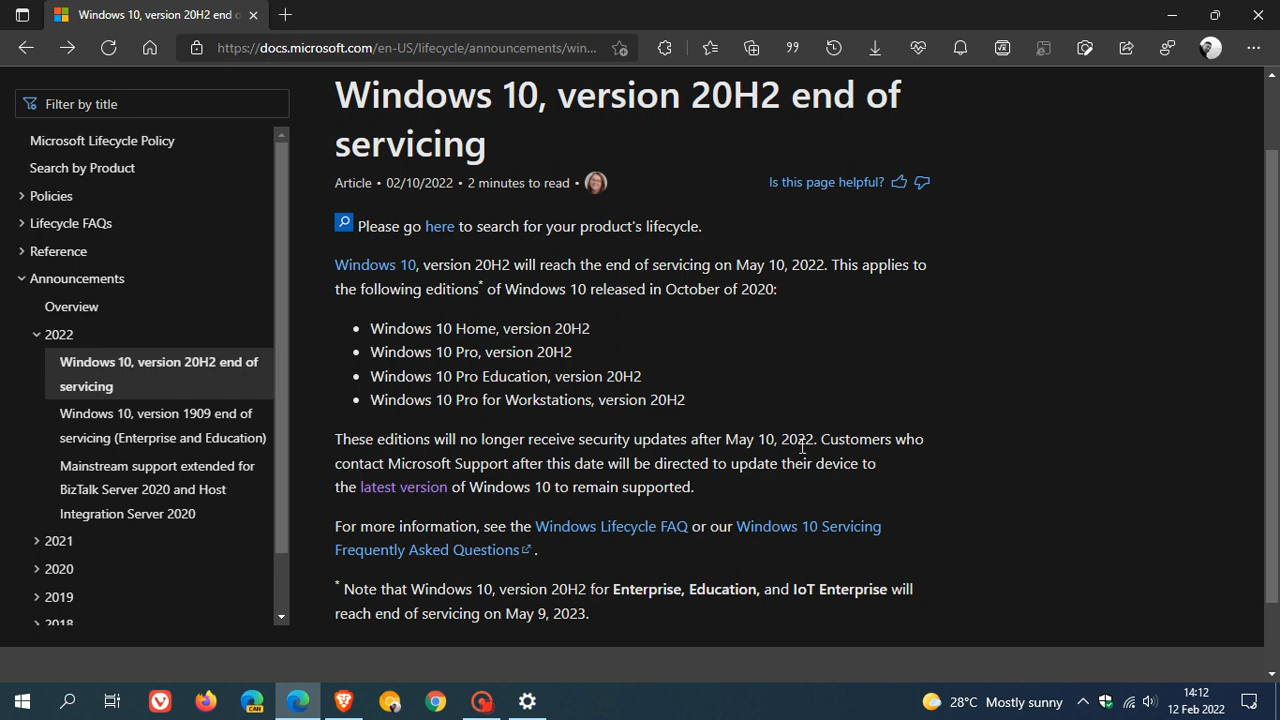 Windows 10, version 20H2 end o
https://docs.microsoft.com/en-US/lifecycle/announcements/win...
Filter by title
Microsoft Lifecycle Policy
Search by Product
Policies
Lifecycle FAQs
Reference
Announcements
Overview
2022
Windows 10, version 20H2 end of
servicing
Windows 10, version 1909 end of
servicing (Enterprise and Education)
Mainstream support extended for
BizTalk Server 2020 and Host
Integration Server 2020
2021
2020
2019
2018
Windows 10, version 20H2 end of
servicing
Article • 02/10/2022 • 2 minutes to read •
Is this page helpful?
Please go here to search for your product's lifecycle.
Windows 10, version 20H2 will reach the end of servicing on May 10, 2022. This applies to
the following editions* of Windows 10 released in October of 2020:
• Windows 10 Home, version 20H2
• Windows 10 Pro, version 20H2
• Windows 10 Pro Education, version 20H2
• Windows 10 Pro for Workstations, version 20H2
These editions will no longer receive security updates after May 10, 2022. Customers who
contact Microsoft Support after this date will be directed to update their device to
the latest version of Windows 10 to remain supported.
For more information, see the Windows Lifecycle FAQ or our Windows 10 Servicing
Frequently Asked Questions .
* Note that Windows 10, version 20H2 for Enterprise, Education, and IoT Enterprise will
reach end of servicing on May 9, 2023.
CAN
28°C Mostly sunny
14:12
12 Feb 2022